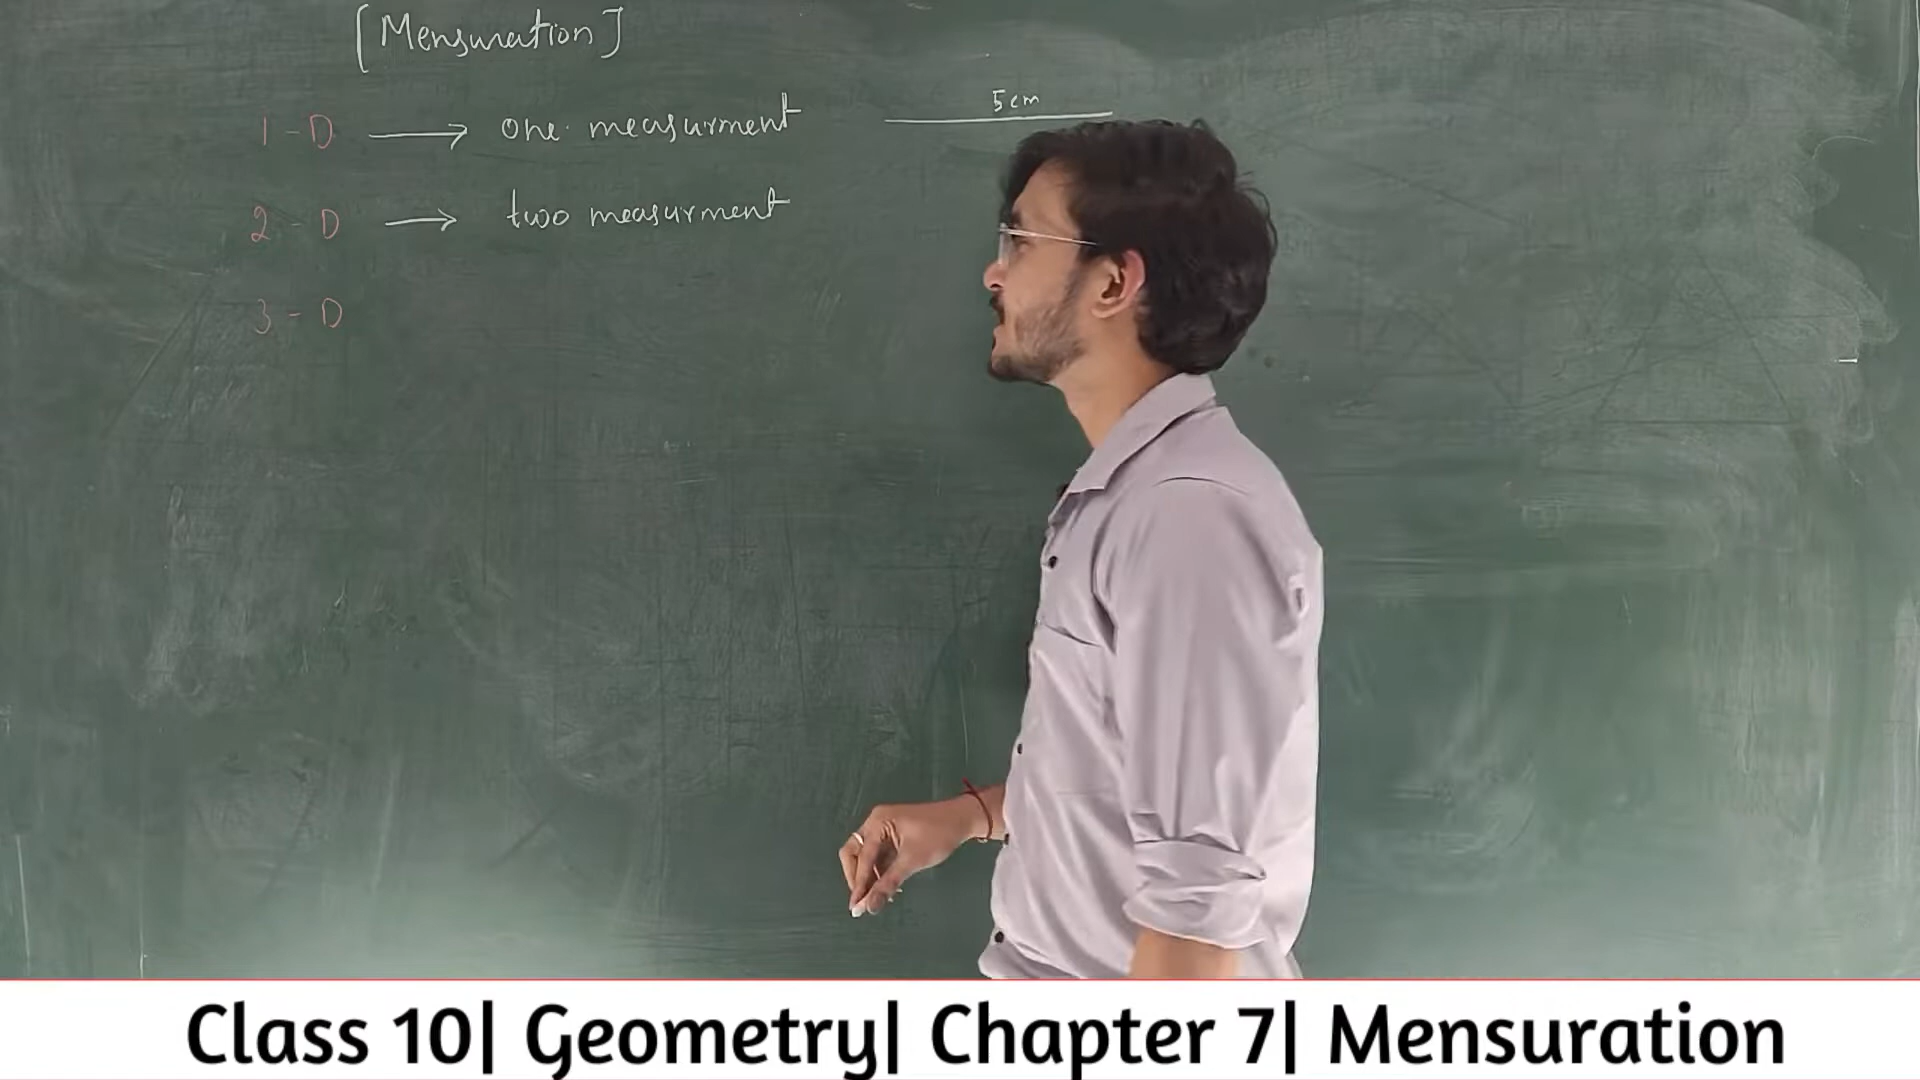 [Mensuration]
1-D → one measurment
5cm
2-D → two measurment
3-D
Class 10| Geometry| Chapter 7| Mensuration